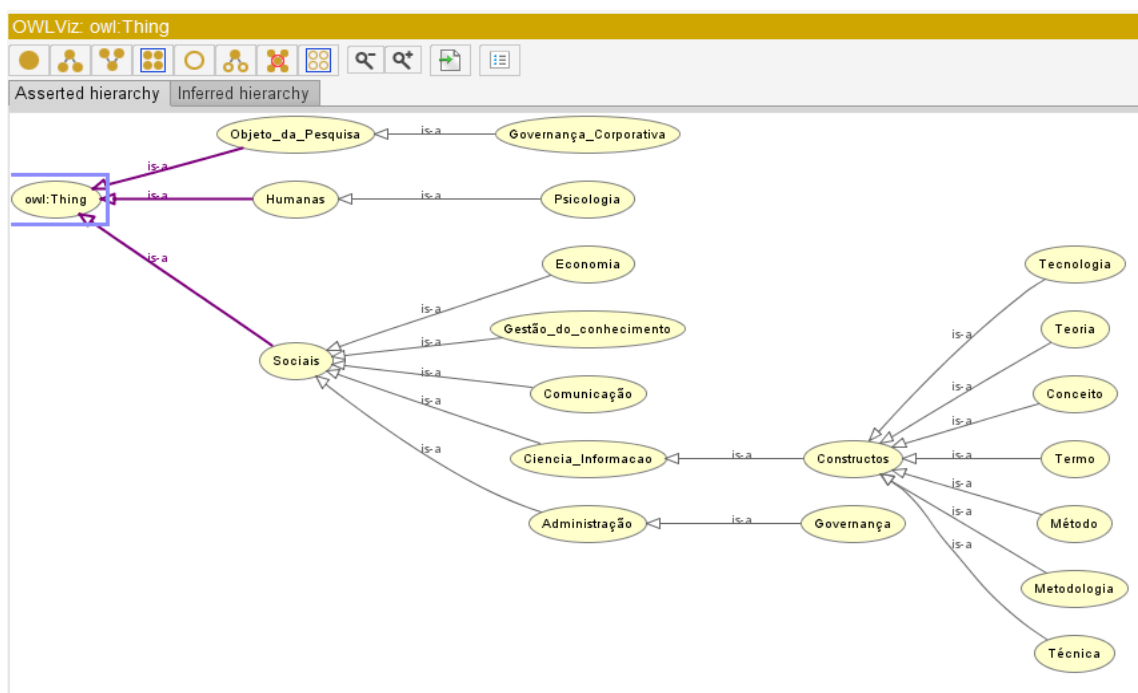 OWLViz: owl:Thing
Asserted hierarchy Inferred hierarchy
Objeto_da_Pesquisa is-a Governança_Corporativa
is-a
owl:Thing is-a Humanas is-a Psicologia
is-a
Economia Tecnologia
is-a
Gestão_do_conhecimento Teoria
is-a
is-a
Sociais
is-a
Comunicação Conceito
is-a
is-a
is-a
Ciencia_Informacao is-a Constructos is-a Termo
is-a
is-a
Administração is-a Governança Método
is-a
is-a
Metodologia
Técnica